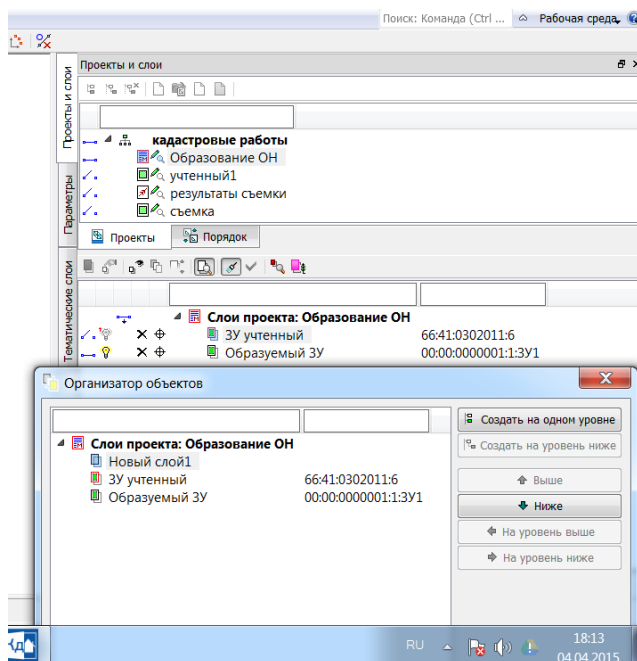 Поиск: Команда (Ctrl ...
Рабочая среда
Проекты и слои
Проекты и слои
Параметры
Тематические слои
кадастровые работы
Образование ОН
учтенный1
результаты съемки
съемка
Проекты
Порядок
Слои проекта: Образование ОН
ЗУ учтенный 66:41:0302011:6
Образуемый ЗУ 00:00:0000001:1:ЗУ1
Организатор объектов
Слои проекта: Образование ОН
Новый слой1
ЗУ учтенный 66:41:0302011:6
Образуемый ЗУ 00:00:0000001:1:ЗУ1
Создать на одном уровне
Создать на уровень ниже
Выше
Ниже
На уровень выше
На уровень ниже
RU
18:13
04.04.2015